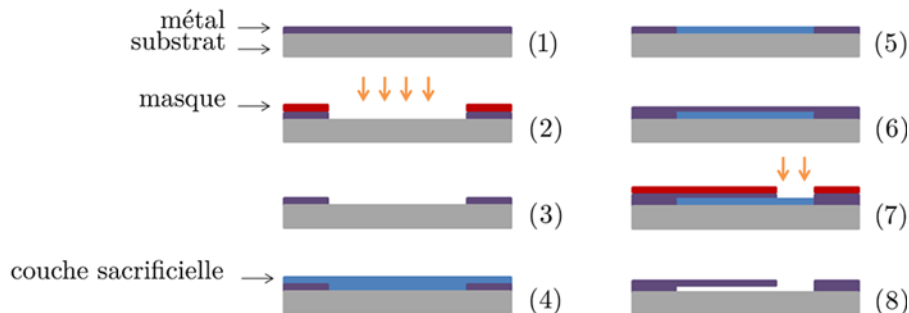 métal
substrat
(1)
masque
(2)
(3)
couche sacrificielle
(4)
(5)
(6)
(7)
(8)